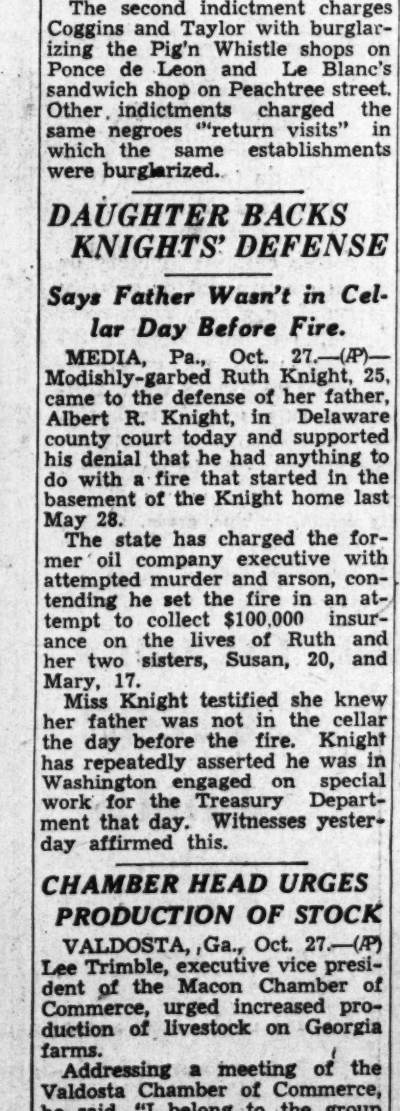 The second indictment charges
Coggins and Taylor with burglar-
izing the Pig'n Whistle shops on
Ponce de Leon and Le Blanc's
sandwich shop on Peachtree street.
Other indictments charged the
same negroes "return visits" in
which the same establishments
were burglarized.
DAUGHTER BACKS
KNIGHTS' DEFENSE
Says Father Wasn't in Cel-
lar Day Before Fire.
MEDIA, Pa., Oct. 27.—(AP)—
Modishly-garbed Ruth Knight, 25,
came to the defense of her father,
Albert R. Knight, in Delaware
county court today and supported
his denial that he had anything to
do with a fire that started in the
basement of the Knight home last
May 28.
The state has charged the for-
mer oil company executive with
attempted murder and arson, con-
tending he set the fire in an at-
tempt to collect $100,000 insur-
ance on the lives of Ruth and
her two sisters, Susan, 20, and
Mary, 17.
Miss Knight testified she knew
her father was not in the cellar
the day before the fire. Knight
has repeatedly asserted he was in
Washington engaged on special
work for the Treasury Depart-
ment that day. Witnesses yester-
day affirmed this.
CHAMBER HEAD URGES
PRODUCTION OF STOCK
VALDOSTA, Ga., Oct. 27.—(AP)
Lee Trimble, executive vice presi-
dent of the Macon Chamber of
Commerce, urged increased pro-
duction of livestock on Georgia
farms.
Addressing a meeting of the
Valdosta Chamber of Commerce,
he said, "I belong to the group